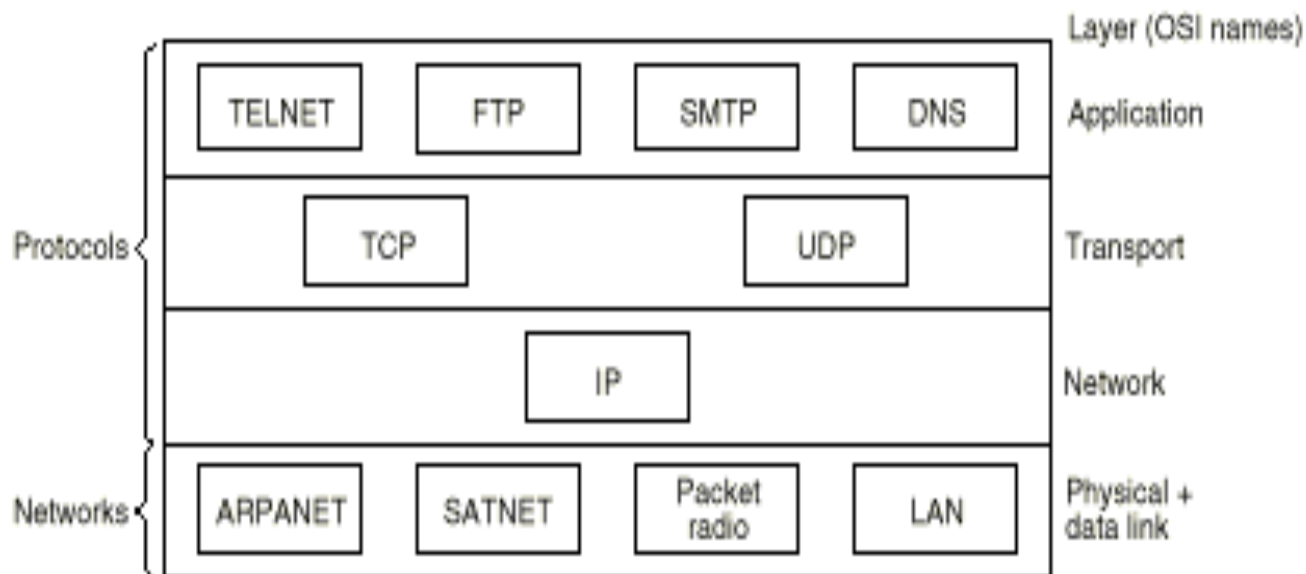 Layer (OSI names)
TELNET FTP SMTP DNS Application
Protocols TCP UDP Transport
IP Network
Networks ARPANET SATNET Packet radio LAN Physical + data link